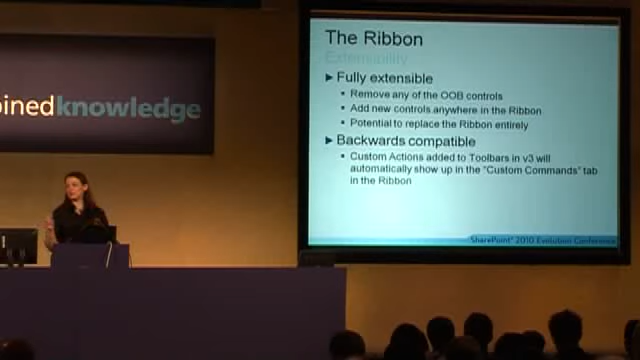 binedknowledge
The Ribbon
Extensibility
Fully extensible
Remove any of the OOB controls
Add new controls anywhere in the Ribbon
Potential to replace the Ribbon entirely
Backwards compatible
Custom Actions added to Toolbars in v3 will
automatically show up in the "Custom Commands" tab
in the Ribbon
SharePoint® 2010 Evolution Conference